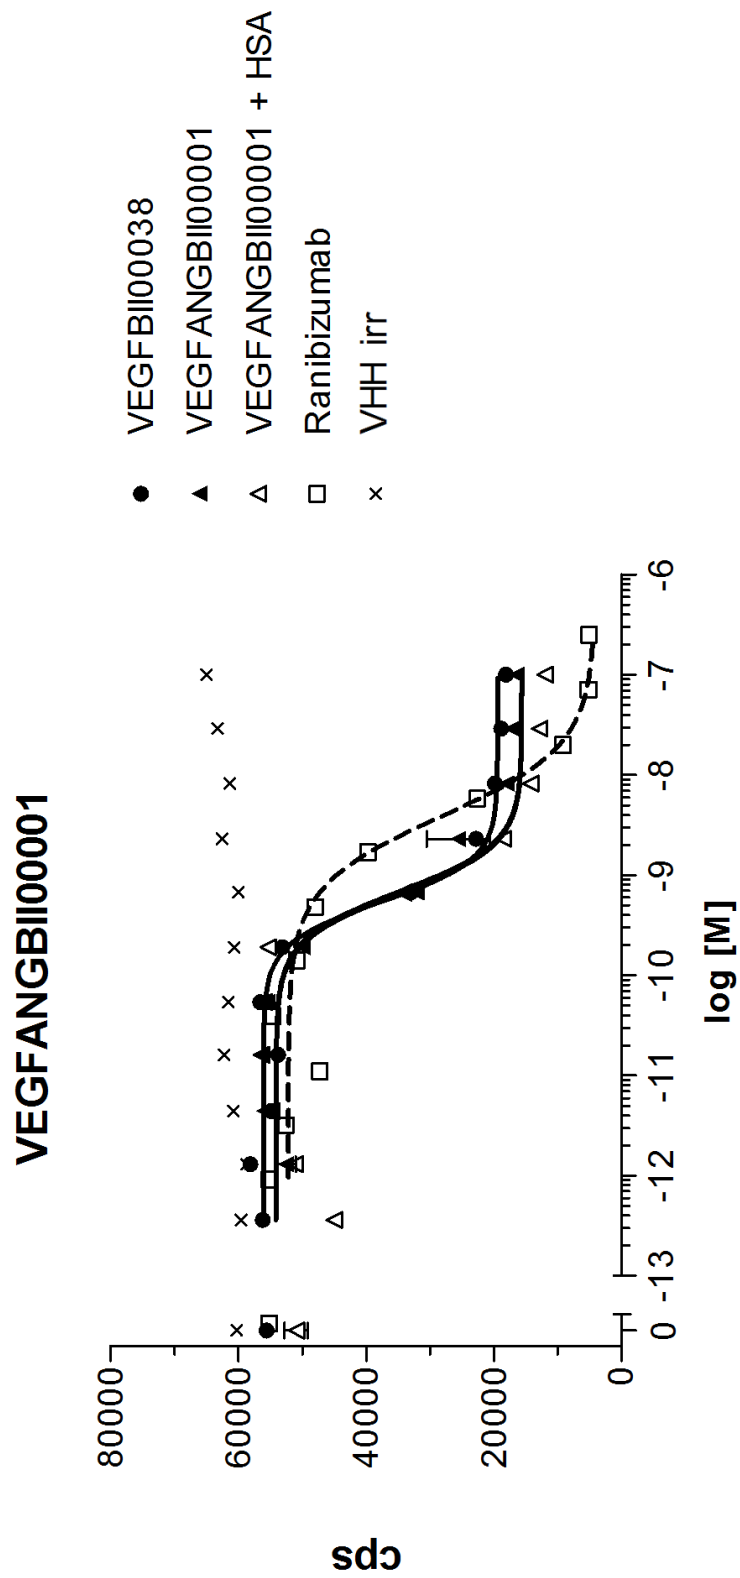 VEGFANGBII00001
cps
80000
60000
40000
20000
0
0
-13
-12
-11
-10
-9
-8
-7
-6
log [M]
VEGFBII00038
VEGFANGBII00001
VEGFANGBII00001 + HSA
Ranibizumab
VHH irr